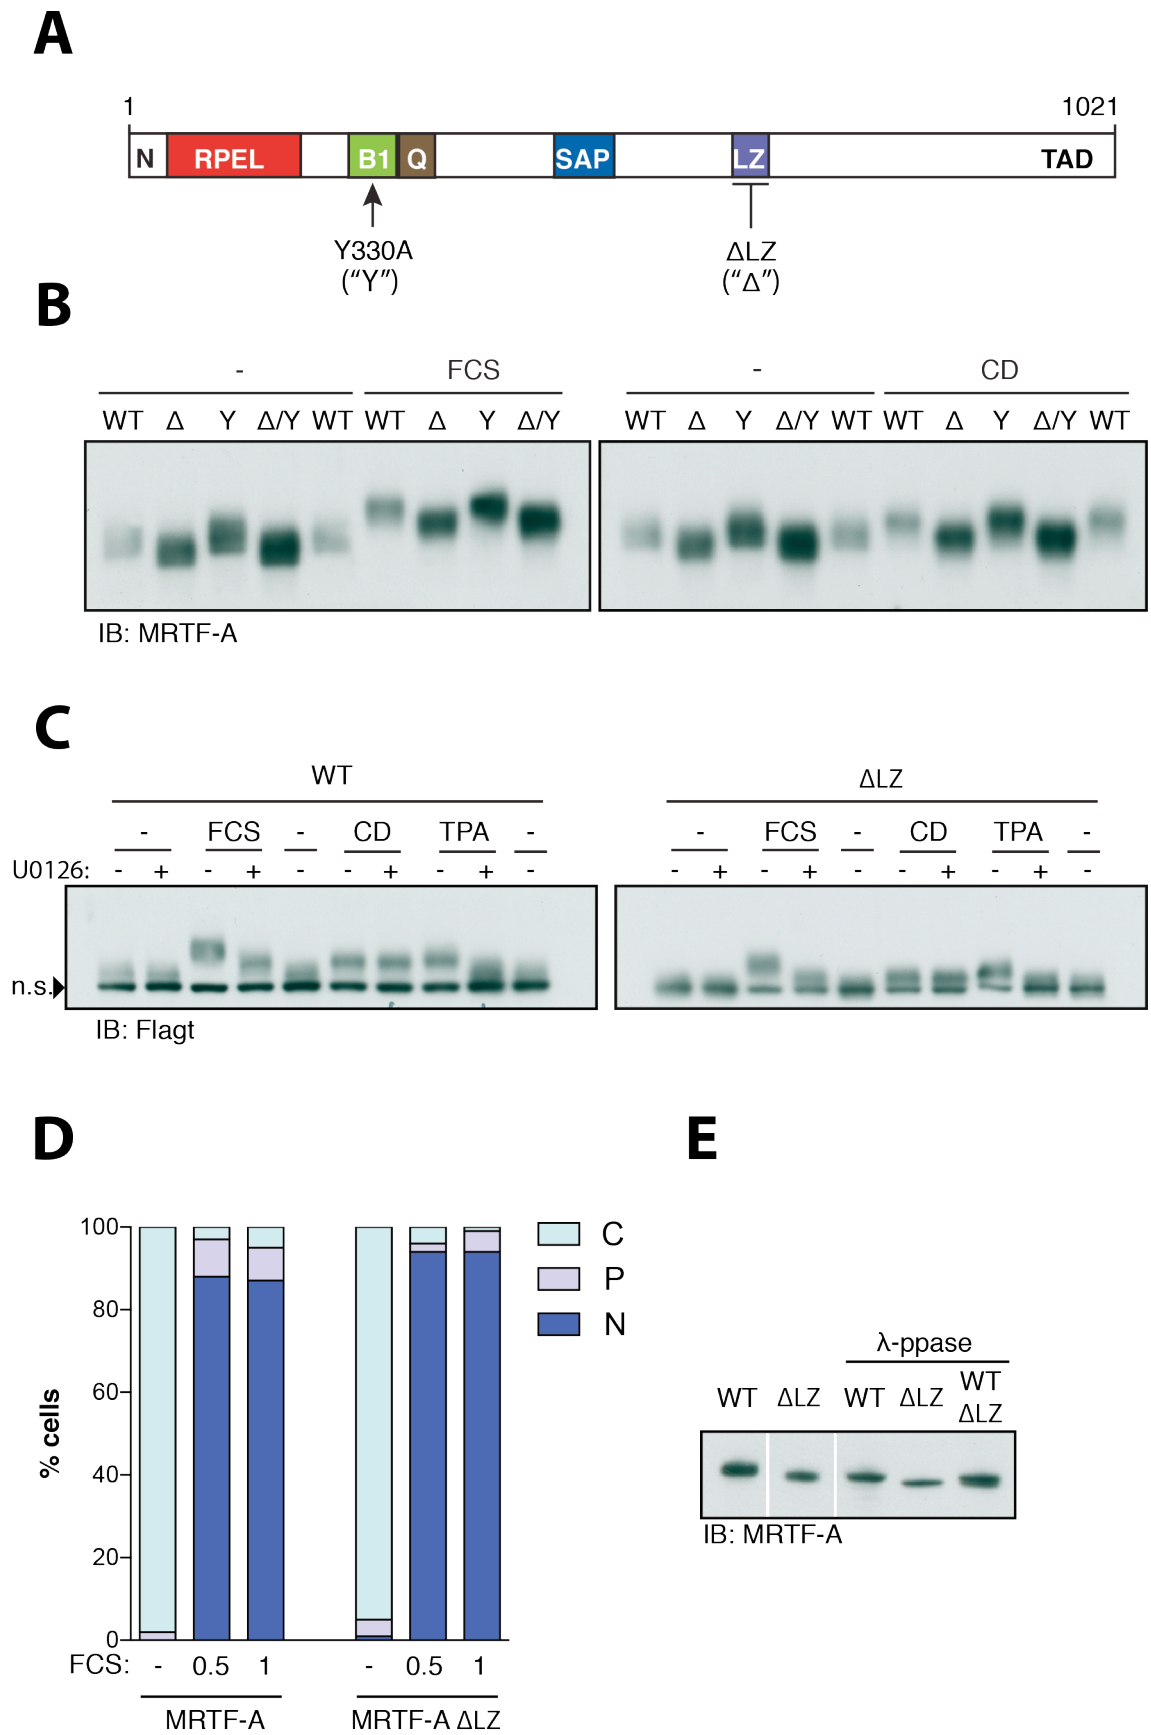 A
1 1021
N RPEL B1 Q SAP LZ TAD
Y330A ΔLZ
(“Y”) (“Δ”)
B
- FCS - CD
WT Δ Y Δ/Y WT WT Δ Y Δ/Y WT Δ Y Δ/Y WT WT Δ Y Δ/Y WT
IB: MRTF-A
C
WT ΔLZ
- FCS - CD TPA - - FCS - CD TPA -
U0126: - + - + - - + - + - - + - + - - + - + -
n.s.
IB: Flagt
D E
100 C
P
80 N
60
40
20
0
% cells
FCS: - 0.5 1 - 0.5 1
MRTF-A MRTF-A ΔLZ
λ-ppase
WT ΔLZ WT ΔLZ WT
ΔLZ
IB: MRTF-A